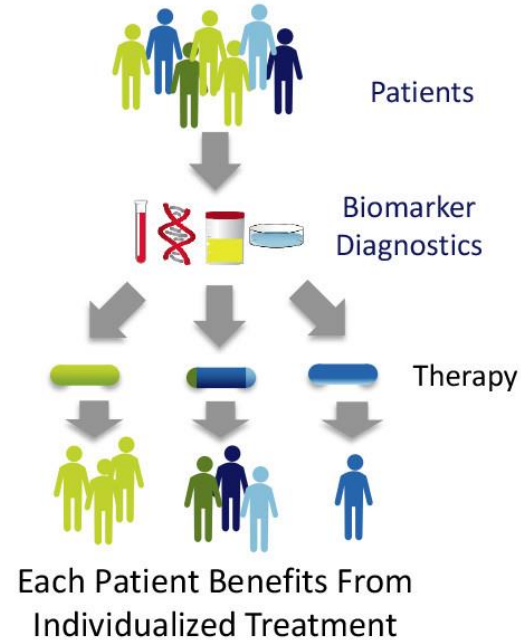 Patients
Biomarker
Diagnostics
Therapy
Each Patient Benefits From
Individualized Treatment